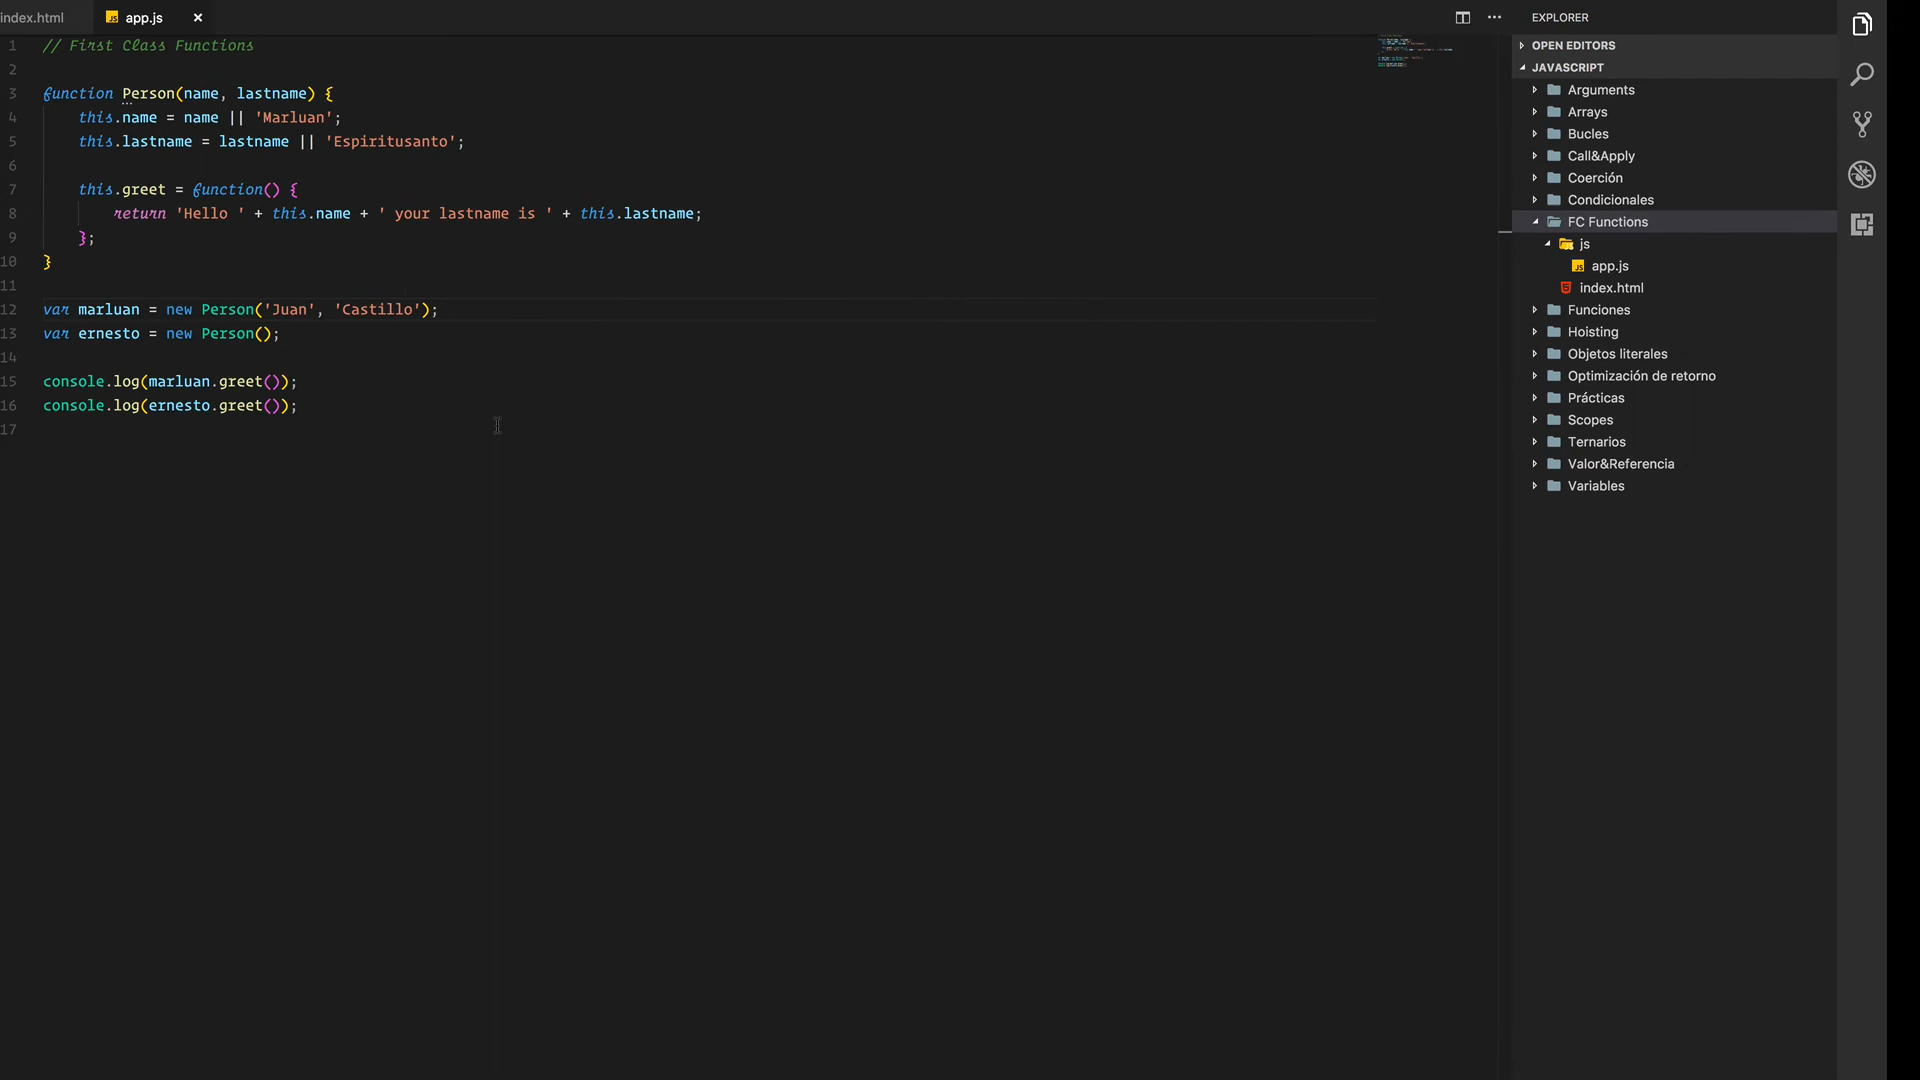 index.html
app.js
1 // First Class Functions
2
3 function Person(name, lastname) {
4 this.name = name || 'Marluan';
5 this.lastname = lastname || 'Espiritusanto';
6
7 this.greet = function() {
8 return 'Hello ' + this.name + ' your lastname is ' + this.lastname;
9 };
10 }
11
12 var marluan = new Person('Juan', 'Castillo');
13 var ernesto = new Person();
14
15 console.log(marluan.greet());
16 console.log(ernesto.greet());
17
EXPLORER
OPEN EDITORS
JAVASCRIPT
Arguments
Arrays
Bucles
Call&Apply
Coerción
Condicionales
FC Functions
js
JS app.js
index.html
Funciones
Hoisting
Objetos literales
Optimización de retorno
Prácticas
Scopes
Ternarios
Valor&Referencia
Variables